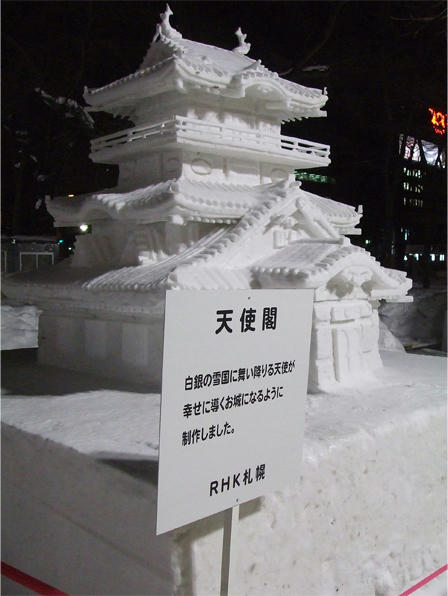 天使閣
白銀の雪国に舞い降りる天使が
幸せに導くお城になるように
制作しました。
RHK札幌